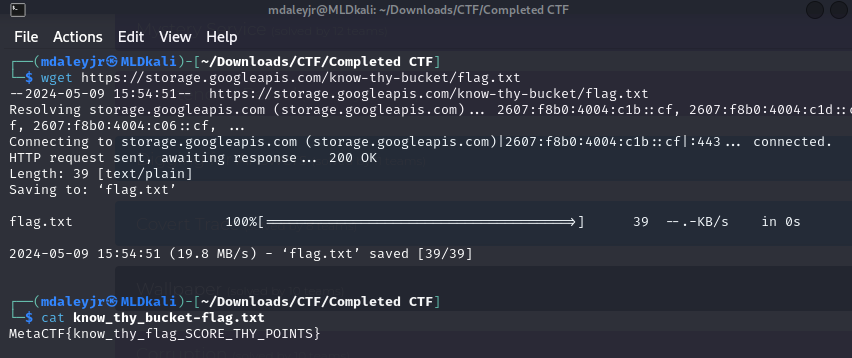 mdaleyjr@MLDkali: ~/Downloads/CTF/Completed CTF
File Actions Edit View Help
┌──(mdaleyjr㉿MLDkali)-[~/Downloads/CTF/Completed CTF]
└─$ wget https://storage.googleapis.com/know-thy-bucket/flag.txt
--2024-05-09 15:54:51-- https://storage.googleapis.com/know-thy-bucket/flag.txt
Resolving storage.googleapis.com (storage.googleapis.com)... 2607:f8b0:4004:c1b::cf, 2607:f8b0:4004:c1d::c
f, 2607:f8b0:4004:c06::cf, ...
Connecting to storage.googleapis.com (storage.googleapis.com)|2607:f8b0:4004:c1b::cf|:443... connected.
HTTP request sent, awaiting response... 200 OK
Length: 39 [text/plain]
Saving to: ‘flag.txt’
flag.txt 100%[======================================>] 39 --.-KB/s in 0s
2024-05-09 15:54:51 (19.8 MB/s) - ‘flag.txt’ saved [39/39]
┌──(mdaleyjr㉿MLDkali)-[~/Downloads/CTF/Completed CTF]
└─$ cat know_thy_bucket-flag.txt
MetaCTF{know_thy_flag_SCORE_THY_POINTS}